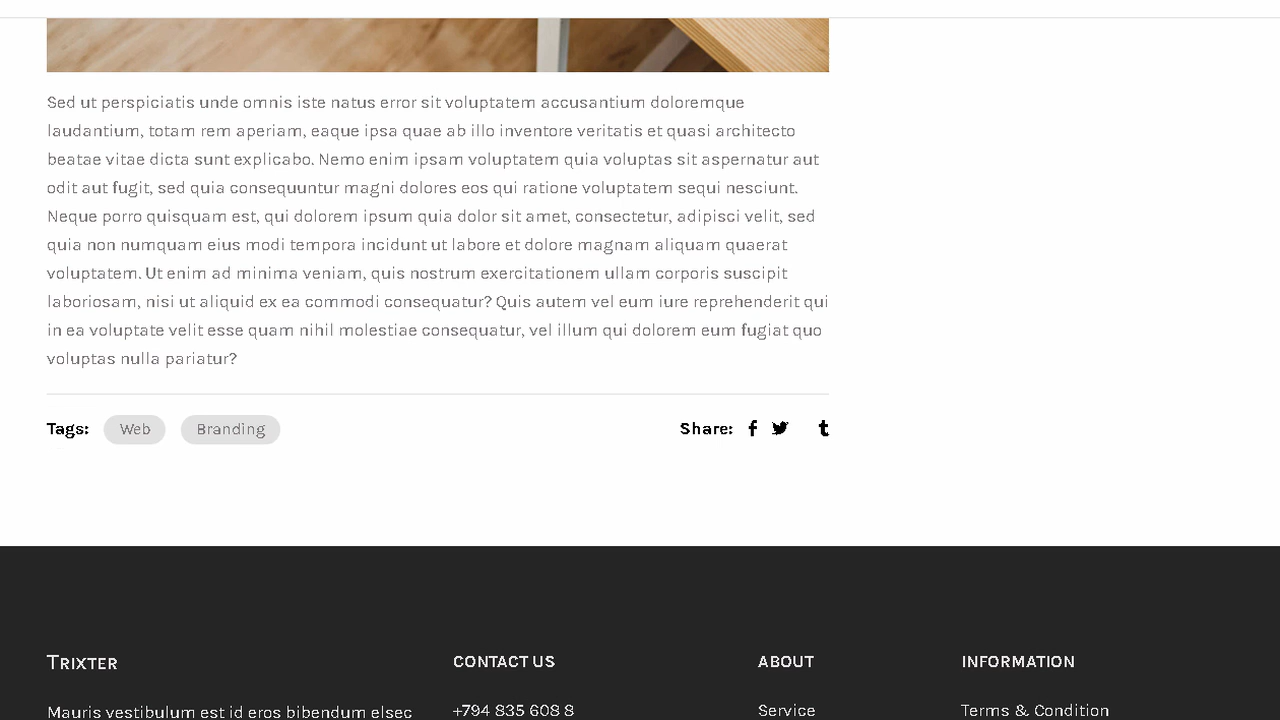 Sed ut perspiciatis unde omnis iste natus error sit voluptatem accusantium doloremque
laudantium, totam rem aperiam, eaque ipsa quae ab illo inventore veritatis et quasi architecto
beatae vitae dicta sunt explicabo. Nemo enim ipsam voluptatem quia voluptas sit aspernatur aut
odit aut fugit, sed quia consequuntur magni dolores eos qui ratione voluptatem sequi nesciunt.
Neque porro quisquam est, qui dolorem ipsum quia dolor sit amet, consectetur, adipisci velit, sed
quia non numquam eius modi tempora incidunt ut labore et dolore magnam aliquam quaerat
voluptatem. Ut enim ad minima veniam, quis nostrum exercitationem ullam corporis suscipit
laboriosam, nisi ut aliquid ex ea commodi consequatur? Quis autem vel eum iure reprehenderit qui
in ea voluptate velit esse quam nihil molestiae consequatur, vel illum qui dolorem eum fugiat quo
voluptas nulla pariatur?
Tags: Web Branding Share:
Trixter CONTACT US ABOUT INFORMATION
Mauris vestibulum est id eros bibendum elsec +794 835 608 8 Service Terms & Condition